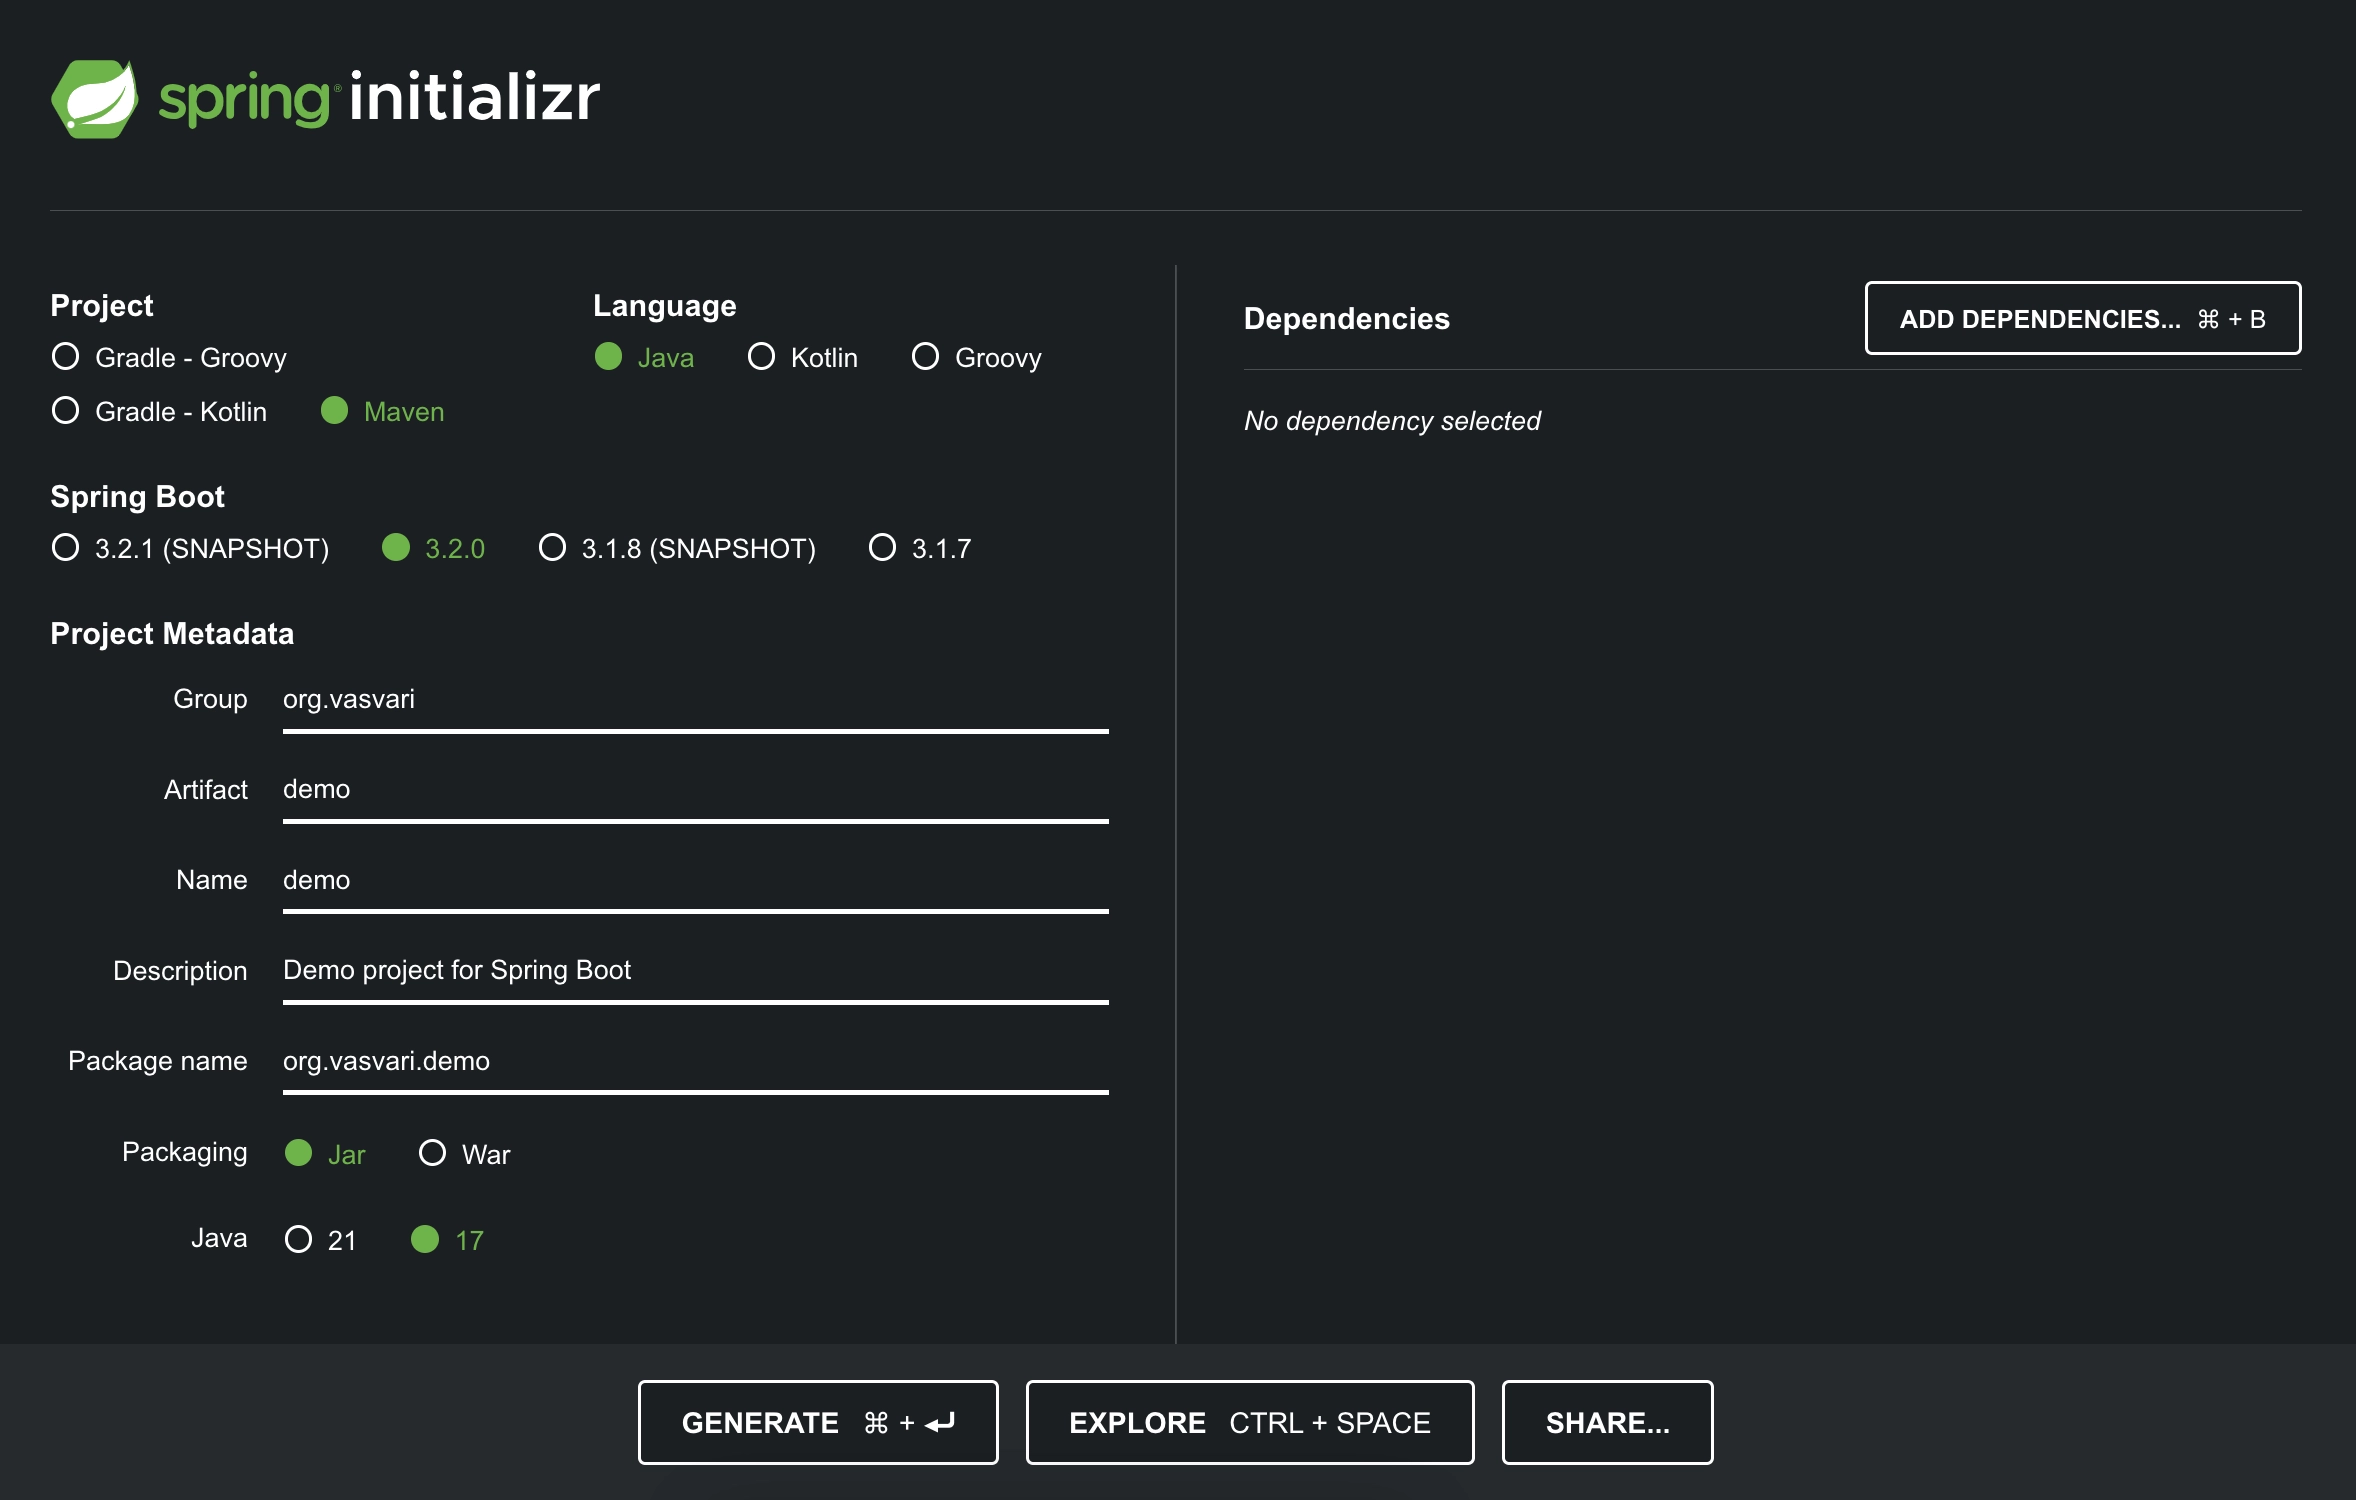 spring® initializr
Project
Gradle - Groovy
Gradle - Kotlin Maven
Language
Java Kotlin Groovy
Spring Boot
3.2.1 (SNAPSHOT) 3.2.0 3.1.8 (SNAPSHOT) 3.1.7
Project Metadata
Group org.vasvari
Artifact demo
Name demo
Description Demo project for Spring Boot
Package name org.vasvari.demo
Packaging Jar War
Java 21 17
Dependencies
ADD DEPENDENCIES... ⌘ + B
No dependency selected
GENERATE ⌘ + ⏎
EXPLORE CTRL + SPACE
SHARE...